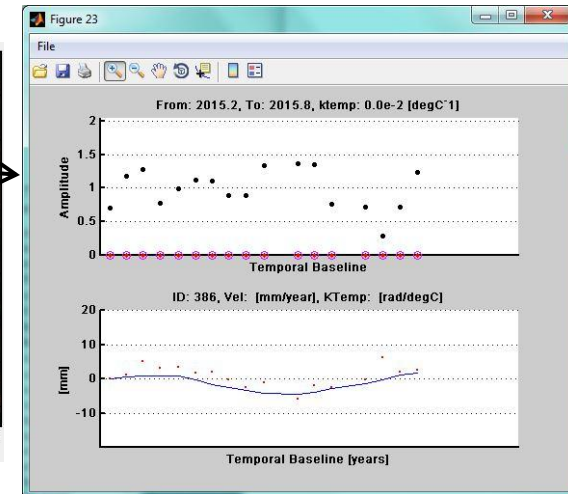 Figure 23
File
From: 2015.2, To: 2015.8, ktemp: 0.0e-2 [degC^1]
2
1.5
1
0.5
0
Amplitude
Temporal Baseline
ID: 386, Vel: [mm/year], KTemp: [rad/degC]
20
10
0
-10
[mm]
Temporal Baseline [years]